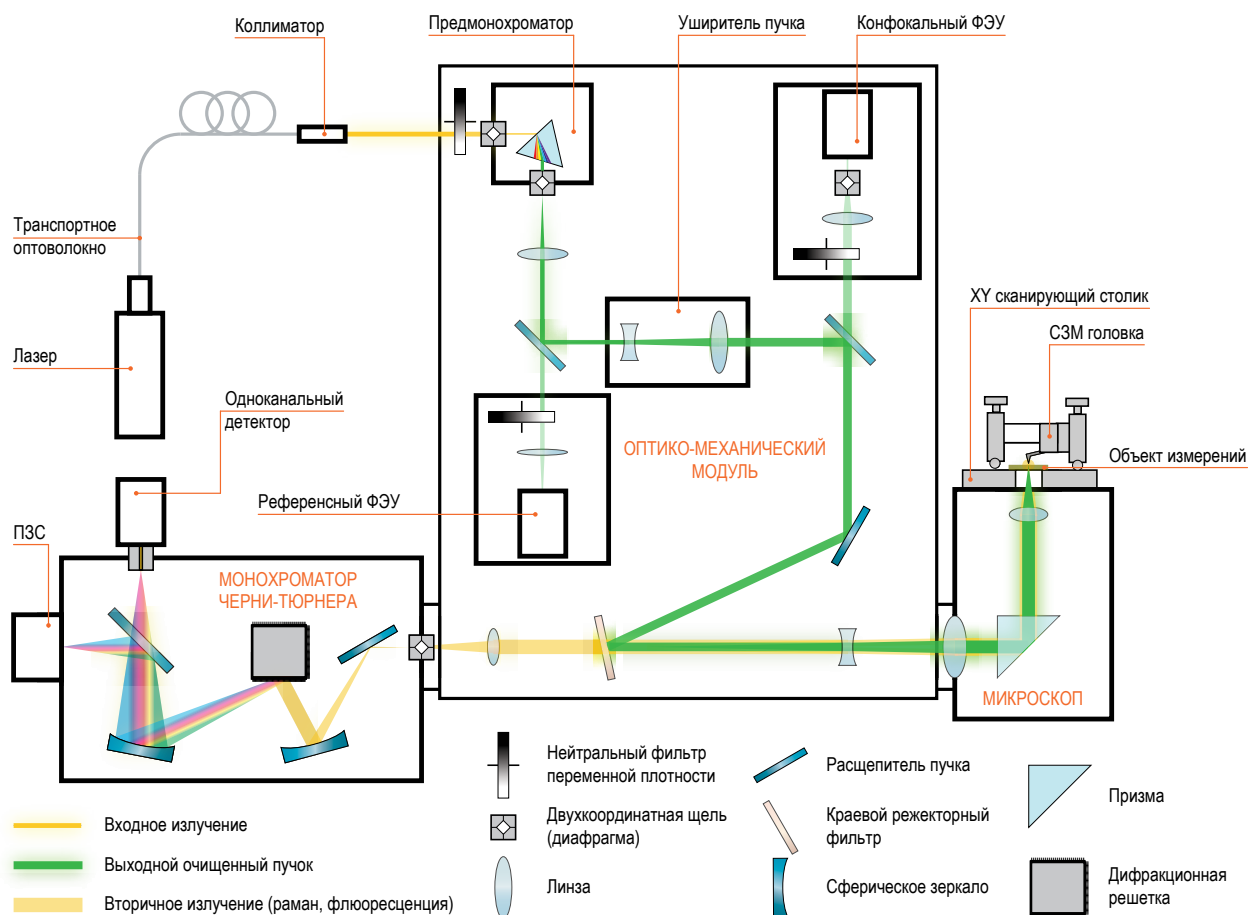 Коллиматор
Предмонохроматор
Уширитель пучка
Конфокальный ФЭУ
Транспортное
оптоволокно
Лазер
Одноканальный
детектор
ПЗС
Референсный ФЭУ
ОПТИКО-МЕХАНИЧЕСКИЙ
МОДУЛЬ
XY сканирующий столик
СЗМ головка
Объект измерений
МОНОХРОМАТОР
ЧЕРНИ-ТЮРНЕРА
МИКРОСКОП
Входное излучение
Выходной очищенный пучок
Вторичное излучение (раман, флюоресценция)
Нейтральный фильтр
переменной плотности
Двухкоординатная щель
(диафрагма)
Линза
Расщепитель пучка
Краевой режекторный
фильтр
Сферическое зеркало
Призма
Дифракционная
решетка